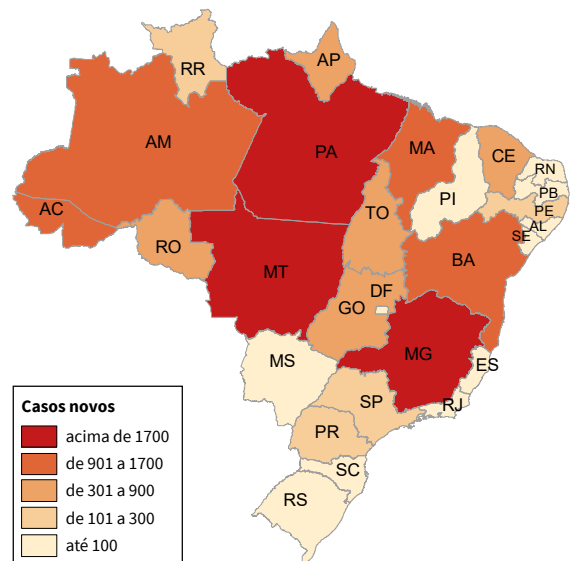 RR
AP
AM
PA
MA
CE
RN
PB
PI
PE
AL
SE
AC
RO
TO
BA
MT
DF
GO
MG
ES
MS
SP
RJ
PR
SC
RS
Casos novos
acima de 1700
de 901 a 1700
de 301 a 900
de 101 a 300
até 100